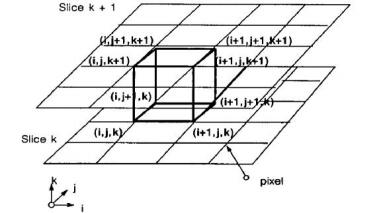 Slice k + 1
(i,j+1,k+1) (i+1,j+1,k+1)
(i,j,k+1) (i+1,j,k+1)
(i,j+1,k) (i+1,j+1,k)
(i,j,k) (i+1,j,k)
Slice k
k
j
i
pixel